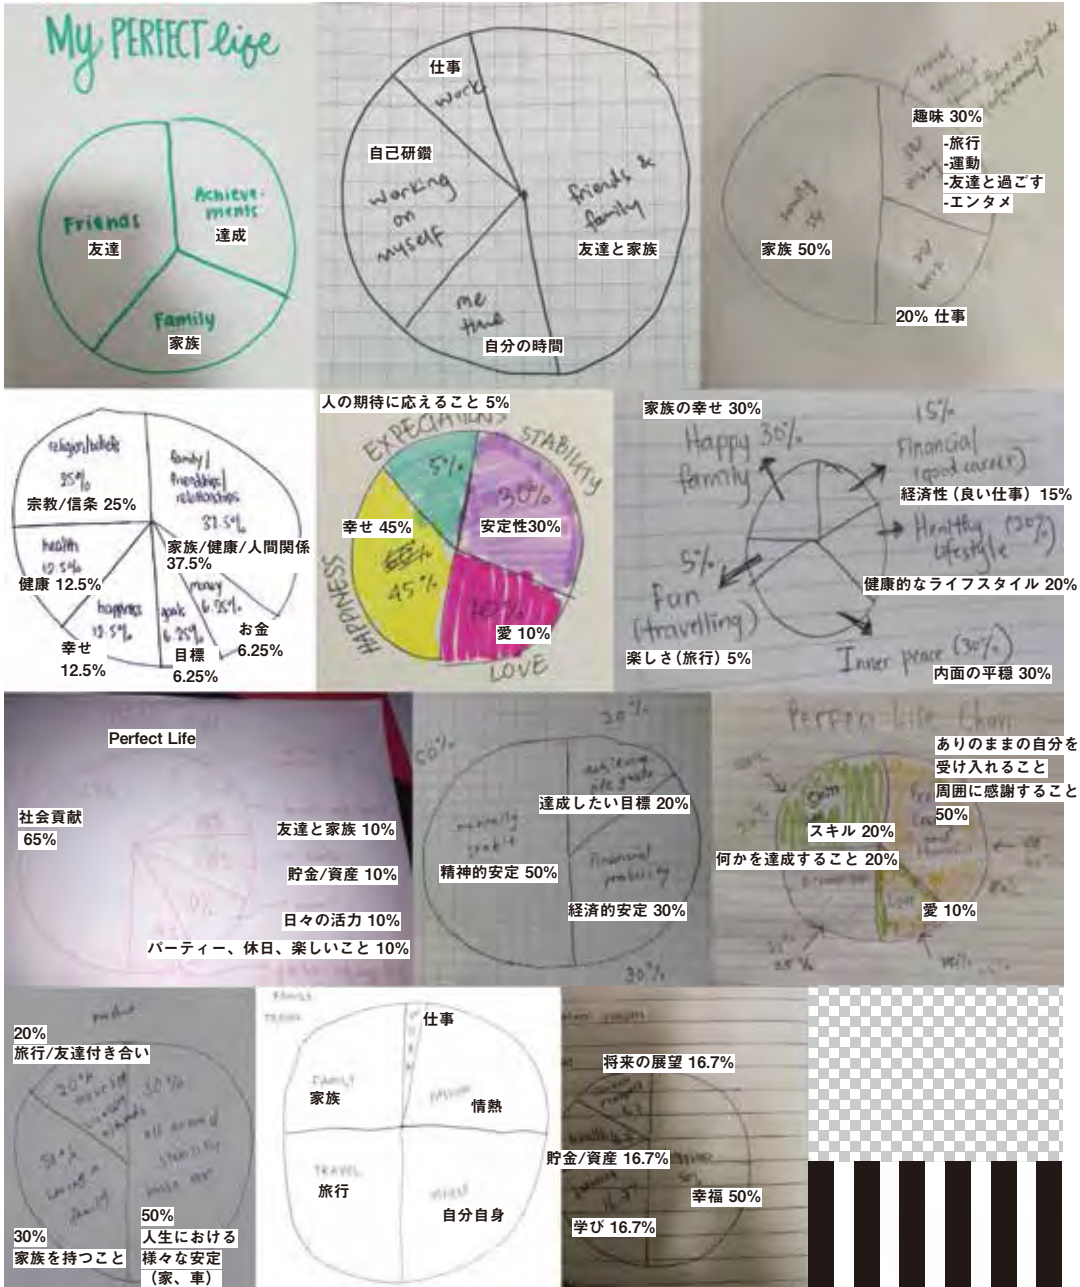 My PERFECT life
Friends
友達
Achieve-
ments
達成
Family
家族
仕事
work
自己研鑽
working
on
myself
friends &
family
友達と家族
me
time
自分の時間
趣味 30%
-旅行
-運動
-友達と過ごす
-エンタメ
family
家族 50%
20% 仕事
religion/beliefs
宗教/信条 25%
family/
friendships/
relationships
37.5%
家族/健康/人間関係
37.5%
health
12.5%
健康 12.5%
happiness
12.5%
幸せ
12.5%
goals
6.25%
目標
6.25%
money
6.25%
お金
6.25%
人の期待に応えること 5%
EXPECTATIONS
5%
STABILITY
30%
安定性30%
幸せ 45%
45%
HAPPINESS
愛 10%
LOVE
家族の幸せ 30%
Happy 30%
family
15%
Financial
(good career)
経済性（良い仕事）15%
Healthy (20%)
Lifestyle
健康的なライフスタイル 20%
5%
Fun
(travelling)
楽しさ（旅行）5%
Inner peace (30%)
内面の平穏 30%
Perfect Life
社会貢献
65%
友達と家族 10%
貯金/資産 10%
日々の活力 10%
パーティー、休日、楽しいこと 10%
50%
達成したい目標 20%
精神的安定 50%
Financial
経済的安定 30%
30%
Perfect Life Chart
ありのままの自分を
受け入れること
周囲に感謝すること
50%
スキル 20%
何かを達成すること 20%
愛 10%
20%
旅行/友達付き合い
30%
家族を持つこと
50%
人生における
様々な安定
（家、車）
FAMILY
TRAVEL
仕事
FAMILY
家族
情熱
TRAVEL
旅行
MYSELF
自分自身
将来の展望 16.7%
貯金/資産 16.7%
幸福 50%
学び 16.7%